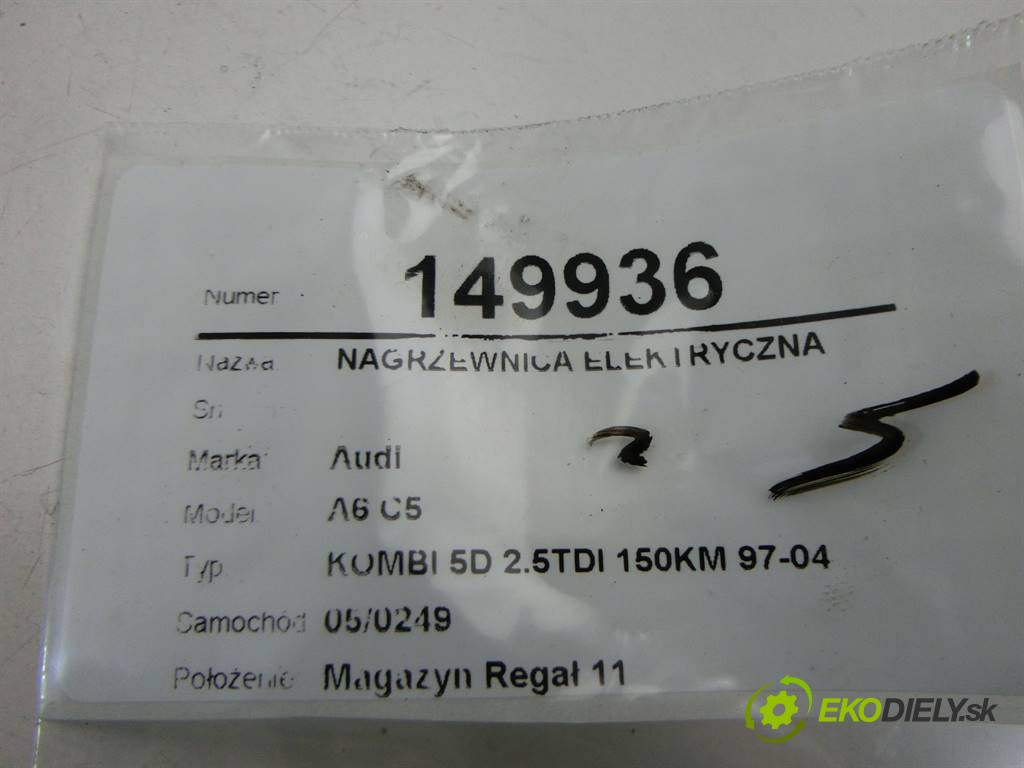 Numer 149936
Nazwa NAGRZEWNICA ELEKTRYCZNA
Sn
Marka Audi
Model A6 C5
Typ KOMBI 5D 2.5TDI 150KM 97-04
Samochód 05/0249
Położenie Magazyn Regał 11
EKODIELY.sk